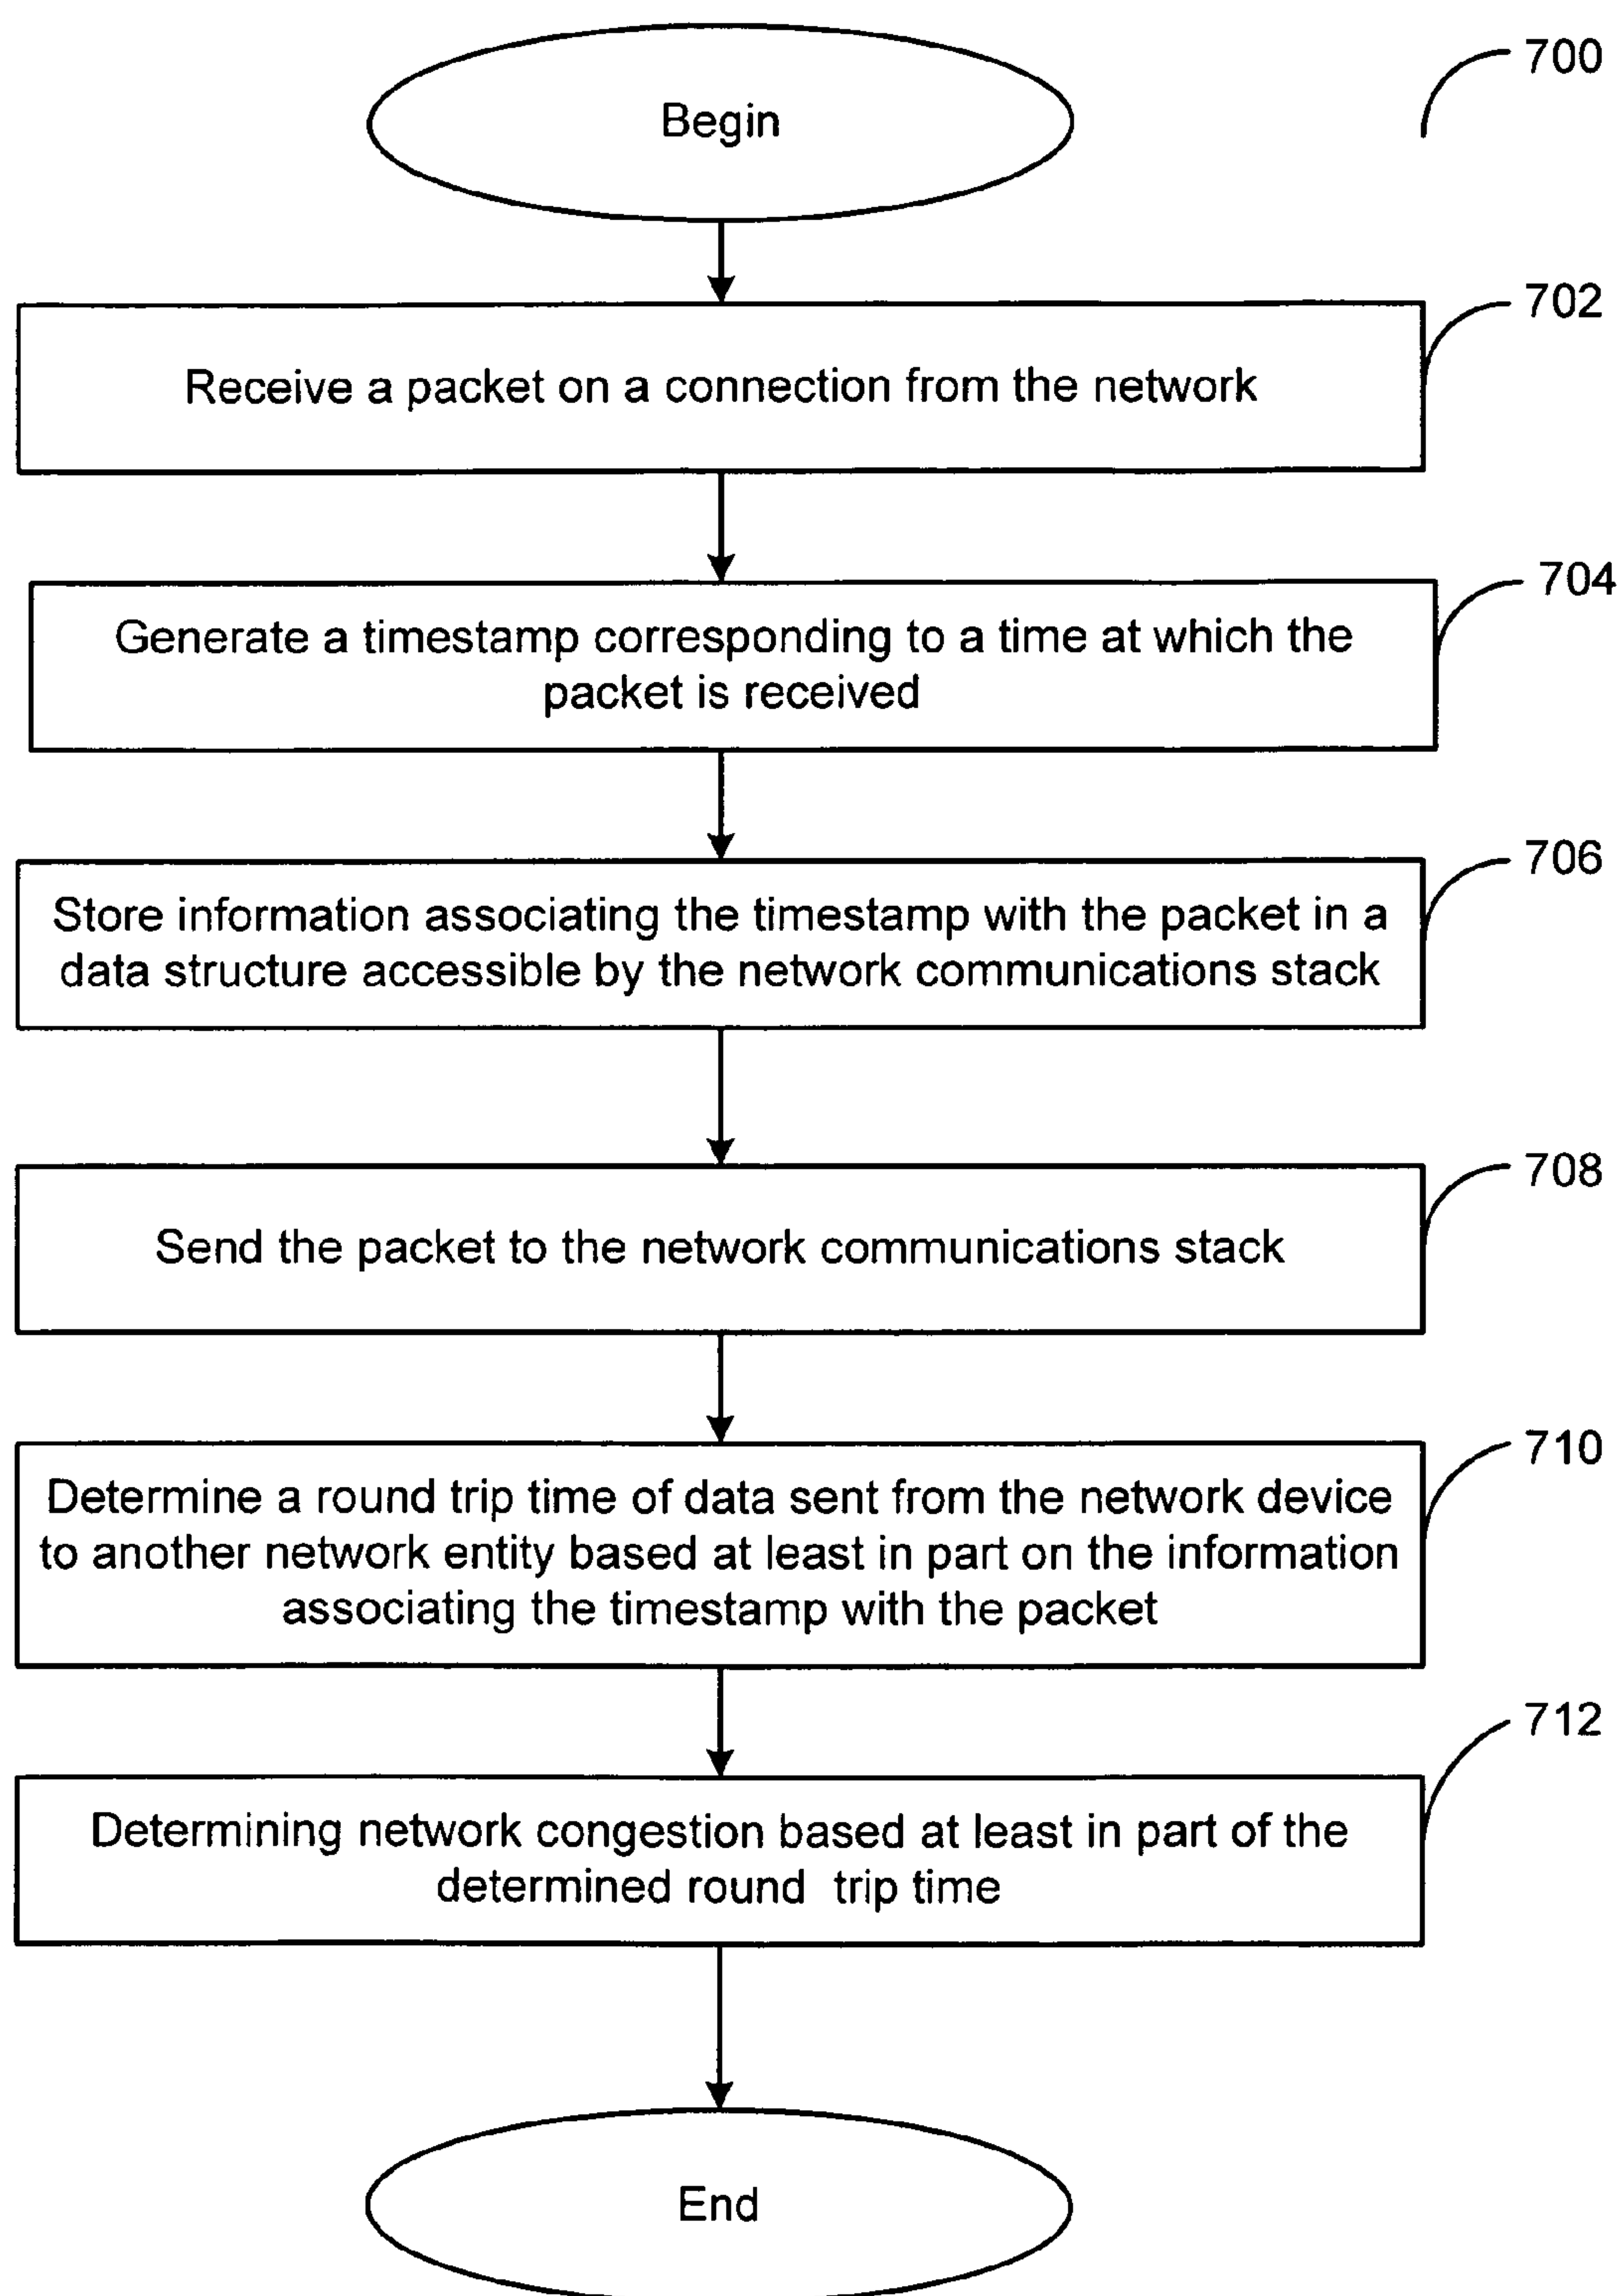 700
Begin
702
Receive a packet on a connection from the network
704
Generate a timestamp corresponding to a time at which the
packet is received
706
Store information associating the timestamp with the packet in a
data structure accessible by the network communications stack
708
Send the packet to the network communications stack
710
Determine a round trip time of data sent from the network device
to another network entity based at least in part on the information
associating the timestamp with the packet
712
Determining network congestion based at least in part of the
determined round trip time
End